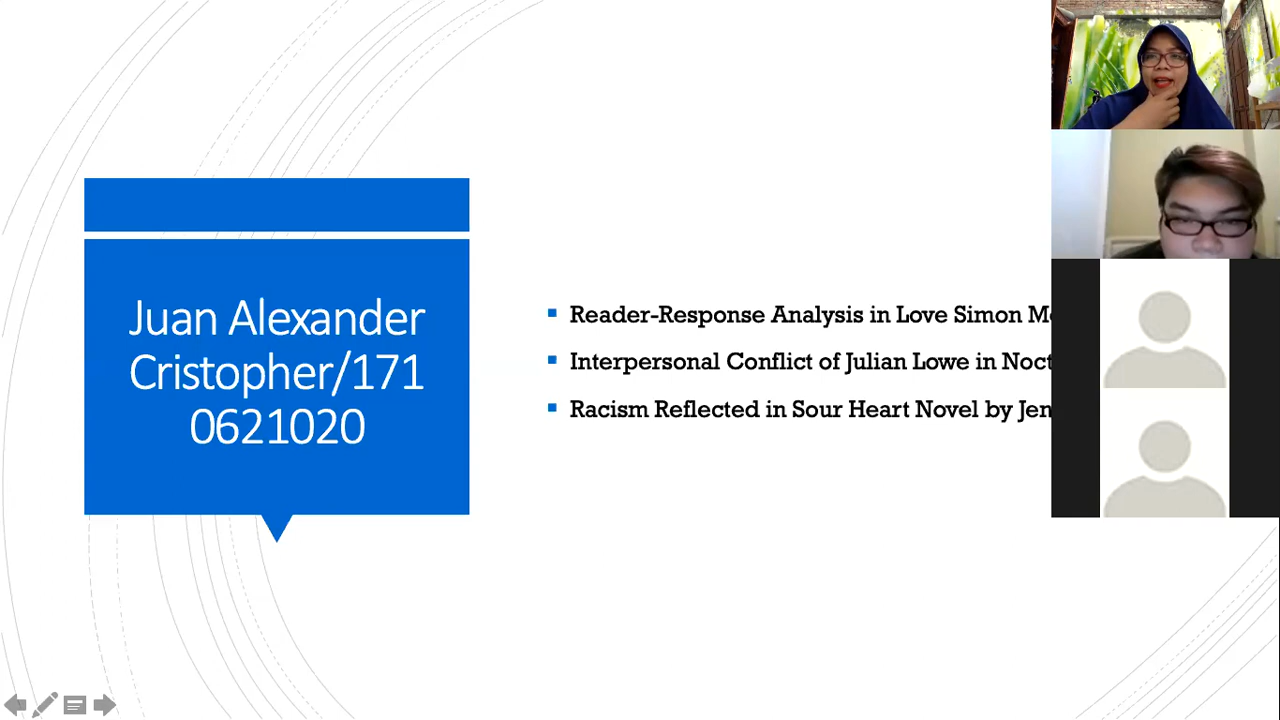 Juan Alexander
Cristopher/171
0621020
Reader-Response Analysis in Love Simon
Interpersonal Conflict of Julian Lowe in
Racism Reflected in Sour Heart Novel by